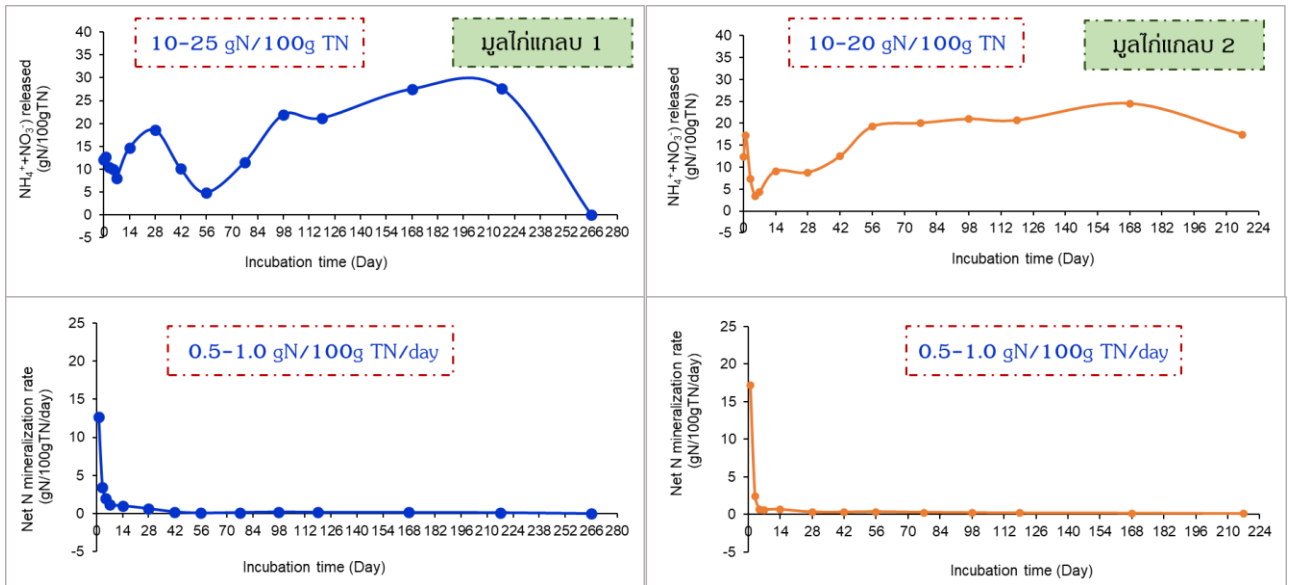 10-25 gN/100g TN
มูลไก่แกลบ 1
NH₄⁺+NO₃⁻) released
(gN/100gTN)
40
35
30
25
20
15
10
5
0
-5
0 14 28 42 56 70 84 98 112 126 140 154 168 182 196 210 224 238 252 266 280
Incubation time (Day)
10-20 gN/100g TN
มูลไก่แกลบ 2
NH₄⁺+NO₃⁻) released
(gN/100gTN)
40
35
30
25
20
15
10
5
0
-5
0 14 28 42 56 70 84 98 112 126 140 154 168 182 196 210 224
Incubation time (Day)
0.5-1.0 gN/100g TN/day
Net N mineralization rate
(gN/100gTN/day)
25
20
15
10
5
0
-5
0 14 28 42 56 70 84 98 112 126 140 154 168 182 196 210 224 238 252 266 280
Incubation time (Day)
0.5-1.0 gN/100g TN/day
Net N mineralization rate
(gN/100gTN/day)
25
20
15
10
5
0
-5
0 14 28 42 56 70 84 98 112 126 140 154 168 182 196 210 224
Incubation time (Day)